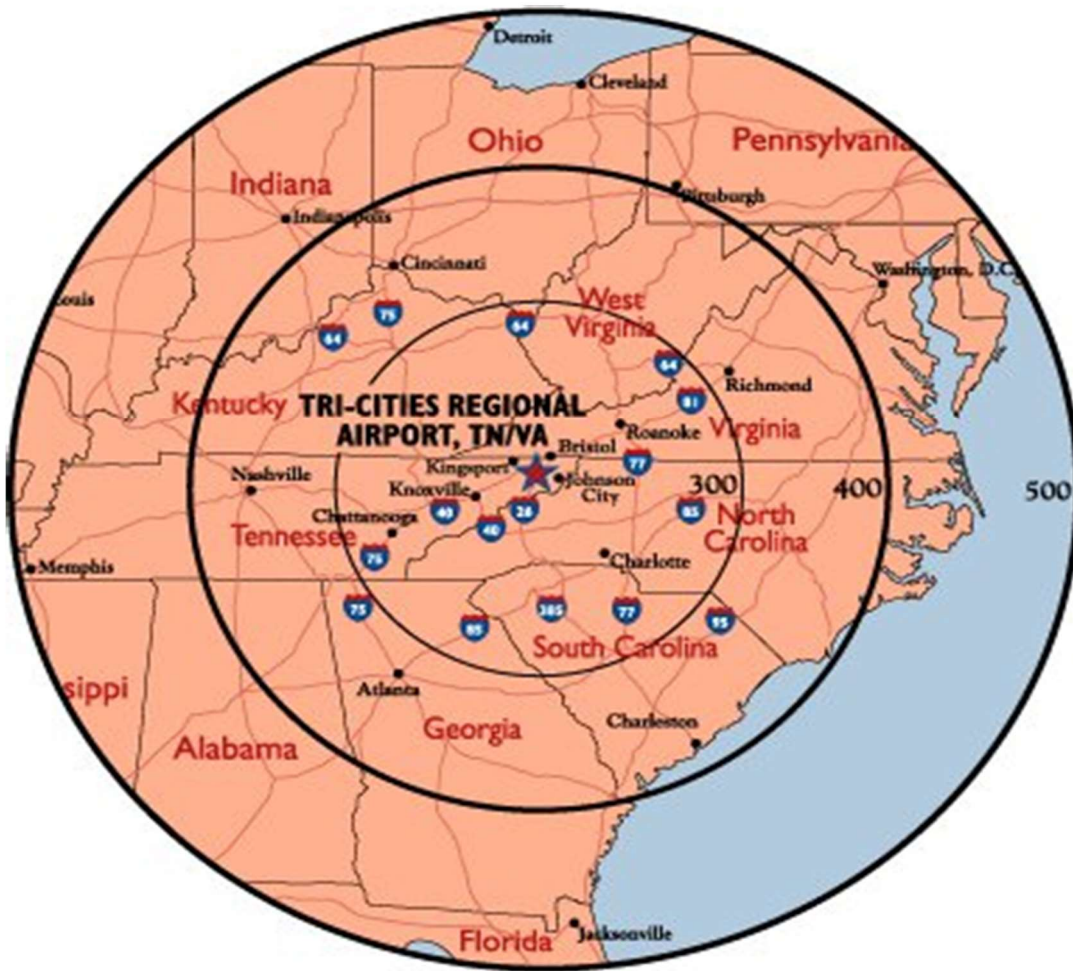 Detroit
Cleveland
Ohio
Pennsylvania
Indiana
Pittsburgh
Indianapolis
Cincinnati
Washington, D.C.
ouis
West
Virginia
75
64
64
64
Richmond
Kentucky
81
TRI-CITIES REGIONAL
AIRPORT, TN/VA
Roanoke
Virginia
Bristol
Kingsport
77
Nashville
Johnson
City
300
400
500
Knoxville
40
26
85
North
Carolina
Chattanooga
Tennessee
40
75
Charlotte
Memphis
75
85
385
77
95
South Carolina
sippi
Atlanta
Georgia
Charleston
Alabama
Florida
Jacksonville